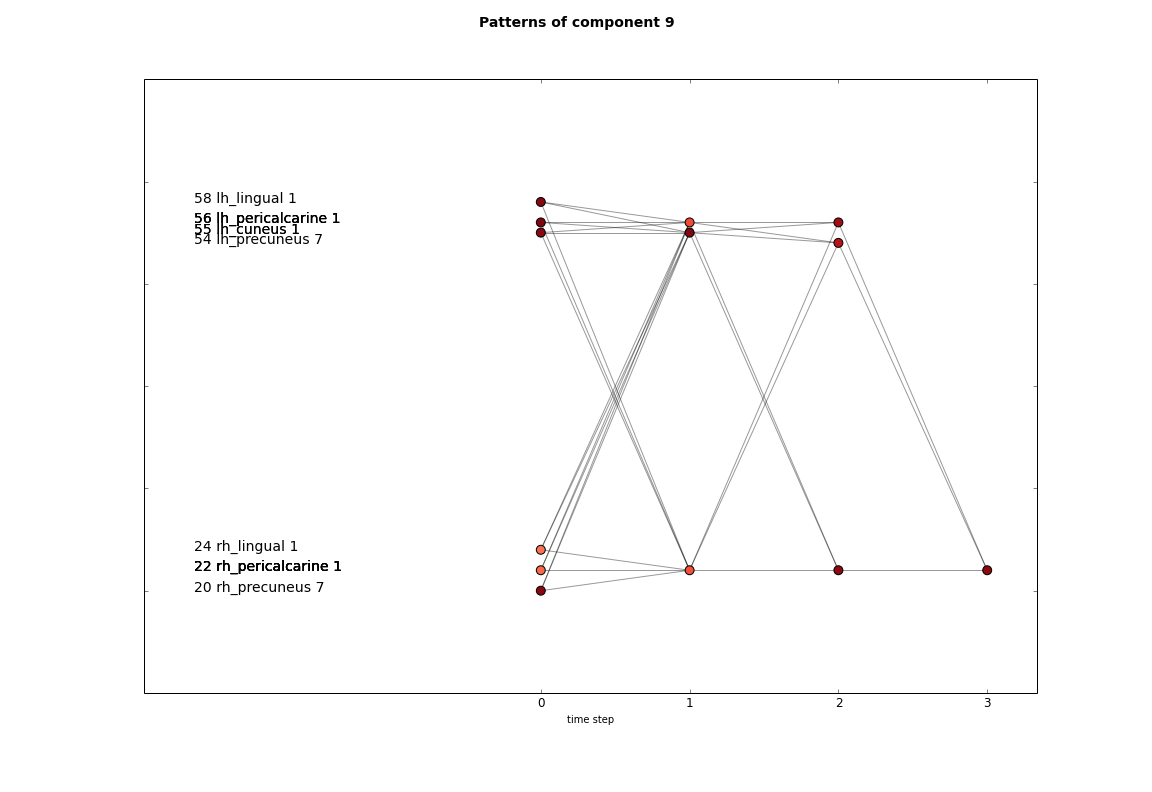 Patterns of component 9
58 lh_lingual 1
56 lh_pericalcarine 1
55 lh_cuneus 1
54 lh_precuneus 7
24 rh_lingual 1
22 rh_pericalcarine 1
20 rh_precuneus 7
0 1 2 3
time step